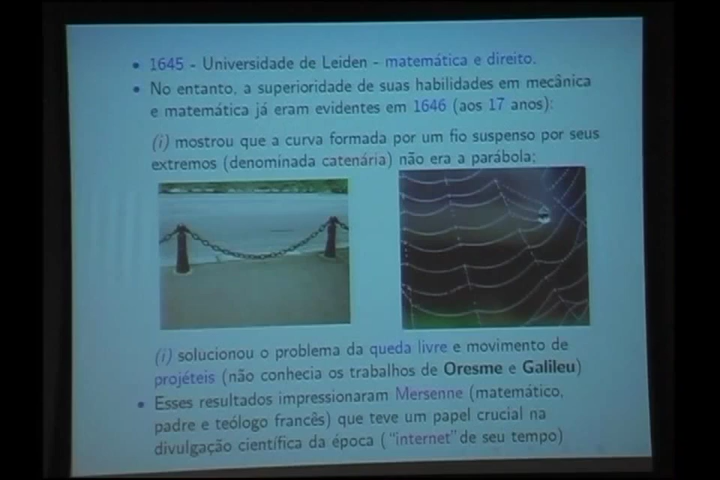 • 1645 - Universidade de Leiden - matemática e direito.
• No entanto, a superioridade de suas habilidades em mecânica
e matemática já eram evidentes em 1646 (aos 17 anos):
(i) mostrou que a curva formada por um fio suspenso por seus
extremos (denominada catenária) não era a parábola;
(i) solucionou o problema da queda livre e movimento de
projéteis (não conhecia os trabalhos de Oresme e Galileu)
• Esses resultados impressionaram Mersenne (matemático,
padre e teólogo francês) que teve um papel crucial na
divulgação científica da época ("internet" de seu tempo)